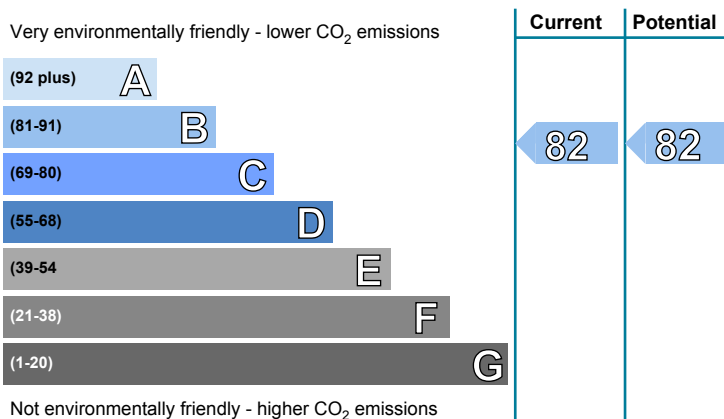 Very environmentally friendly - lower CO2 emissions
Current Potential
(92 plus) A
(81-91) B
82 82
(69-80) C
(55-68) D
(39-54 E
(21-38) F
(1-20) G
Not environmentally friendly - higher CO2 emissions